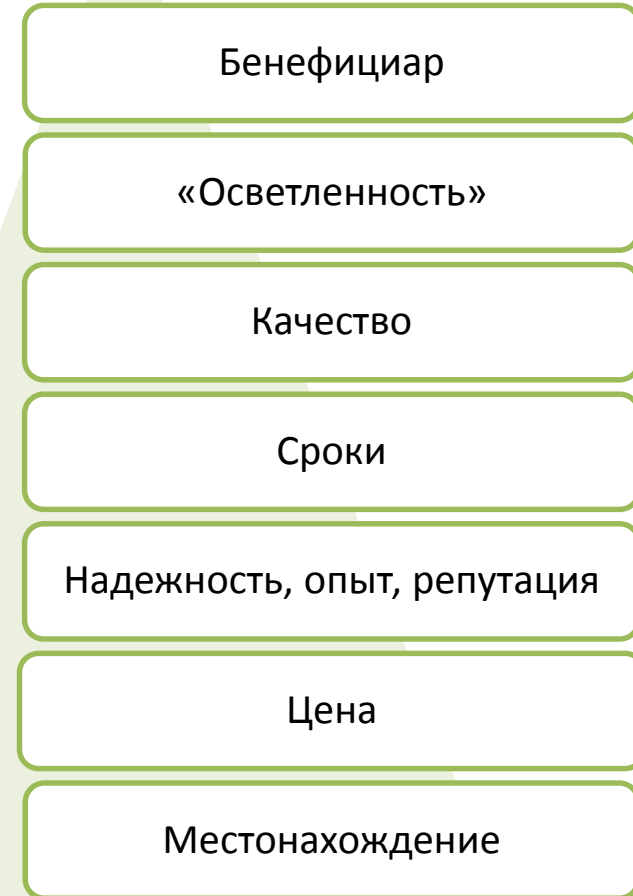 Бенефициар
«Осветленность»
Качество
Сроки
Надежность, опыт, репутация
Цена
Местонахождение